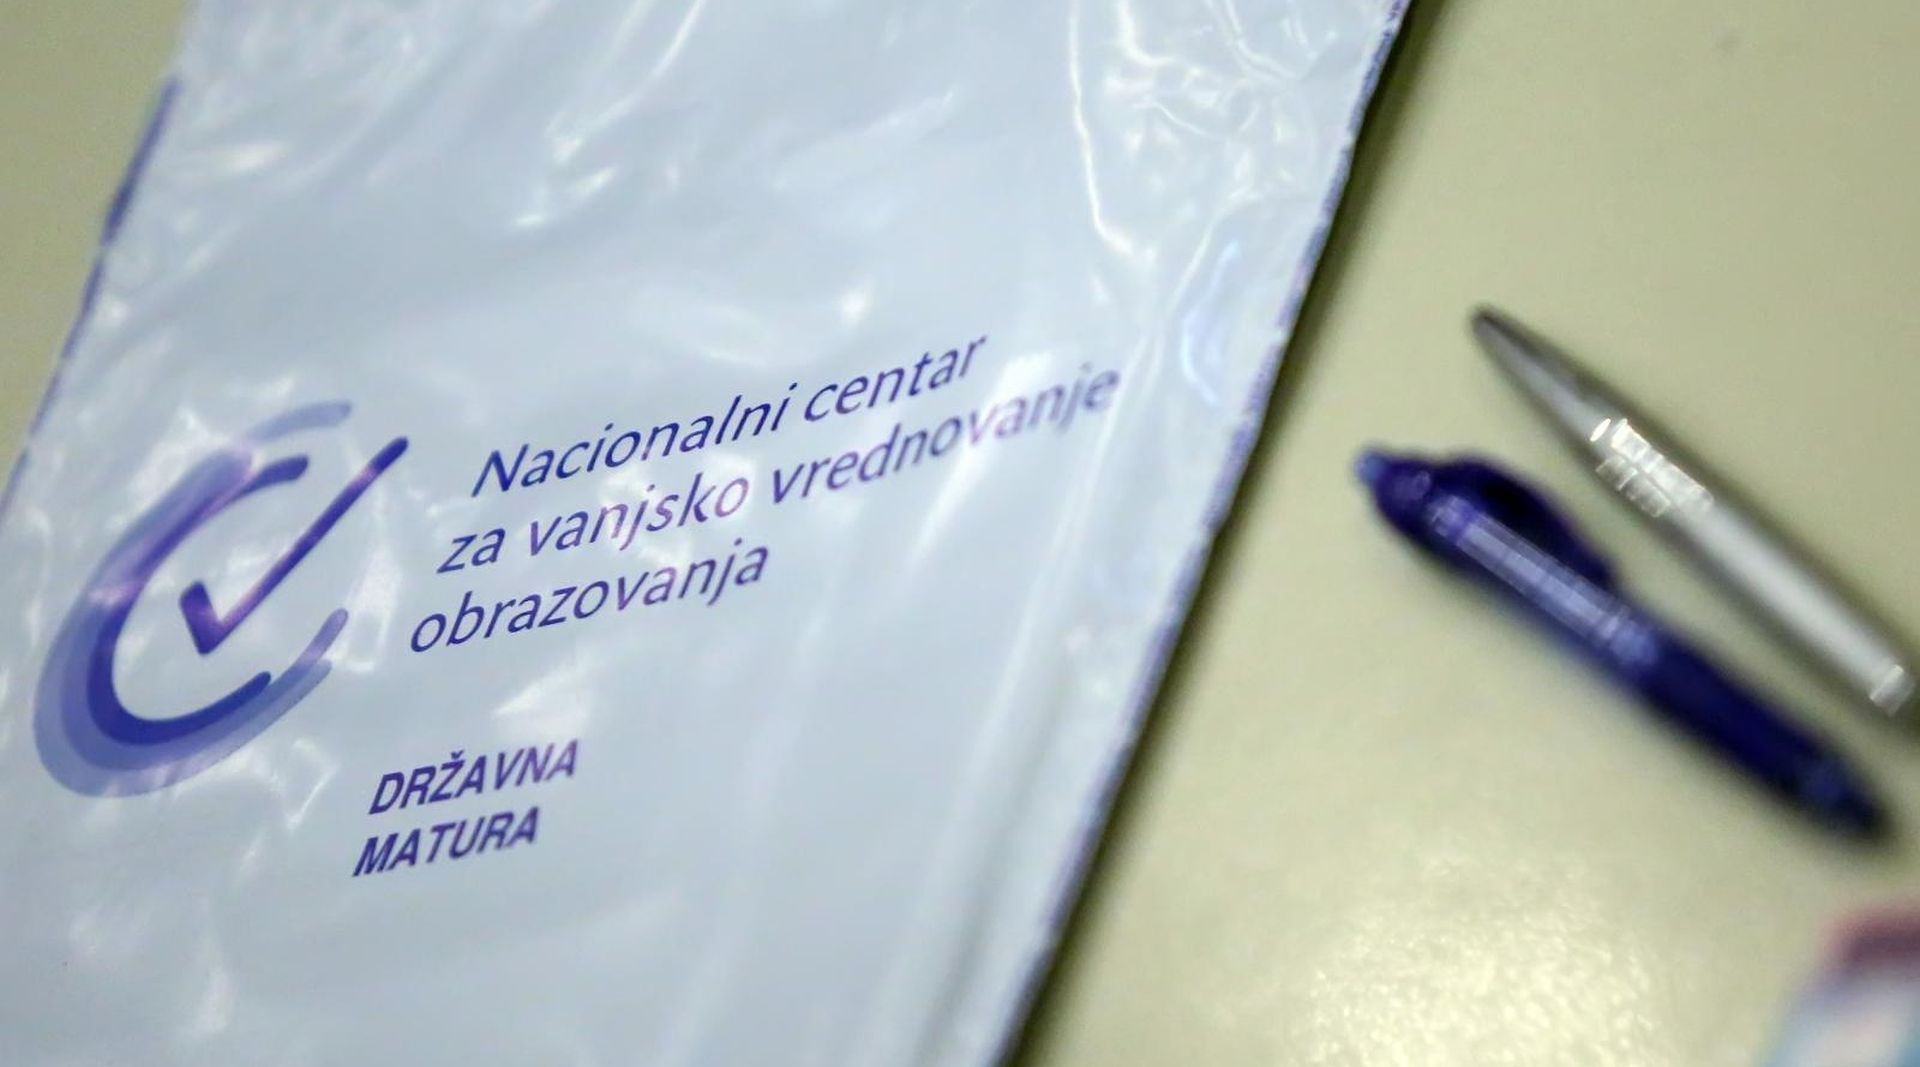 Nacionalni centar
za vanjsko vrednovanje
obrazovanja
DRŽAVNA
MATURA